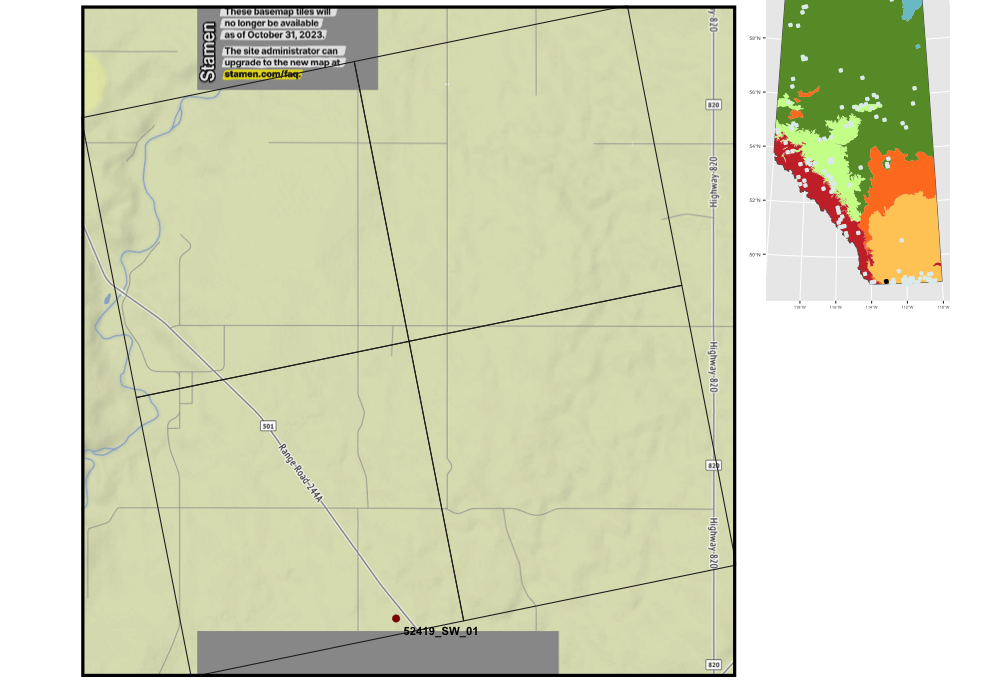 Stamen
These basemap tiles will
no longer be available
as of October 31, 2023.
The site administrator can
upgrade to the new map at
stamen.com/faq.
820
820
Highway 820
Highway 820
501
Range Road 244A
820
Highway 820
52419_SW_01
820
58°N
56°N
54°N
52°N
50°N
118°W
116°W
114°W
112°W
110°W